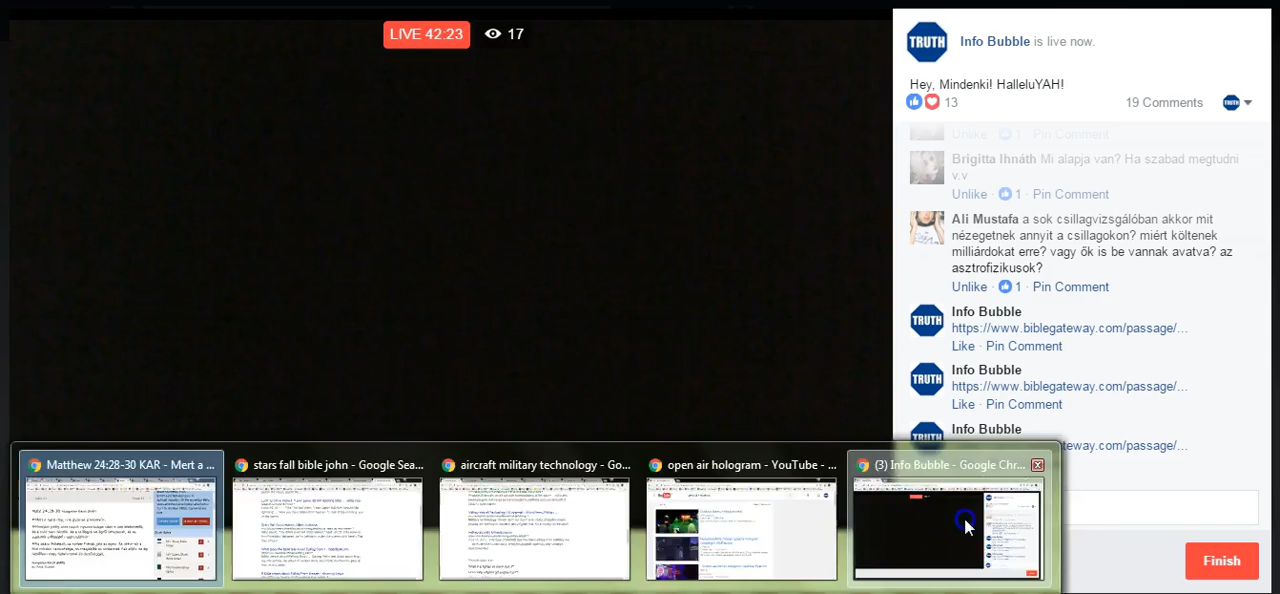 LIVE 42:23
17
TRUTH
Info Bubble is live now.
Hey, Mindenki! HalleluYAH!
13
19 Comments
TRUTH
Unlike · 1 · Pin Comment
Brigitta Ihnáth Mi alapja van? Ha szabad megtudni
v.v
Unlike · 1 · Pin Comment
Ali Mustafa a sok csillagvizsgálóban akkor mit
nézegetnek annyit a csillagokon? miért költenek
milliárdokat erre? vagy ők is be vannak avatva? az
asztrofizikusok?
Unlike · 1 · Pin Comment
TRUTH
Info Bubble
https://www.biblegateway.com/passage/...
Like · Pin Comment
TRUTH
Info Bubble
https://www.biblegateway.com/passage/...
Like · Pin Comment
TRUTH
Info Bubble
gateway.com/passage/...
Matthew 24:28-30 KAR - Mert a ...
stars fall bible john - Google Sea...
aircraft military technology - Go...
open air hologram - YouTube - ...
(3) Info Bubble - Google Chr...
Finish